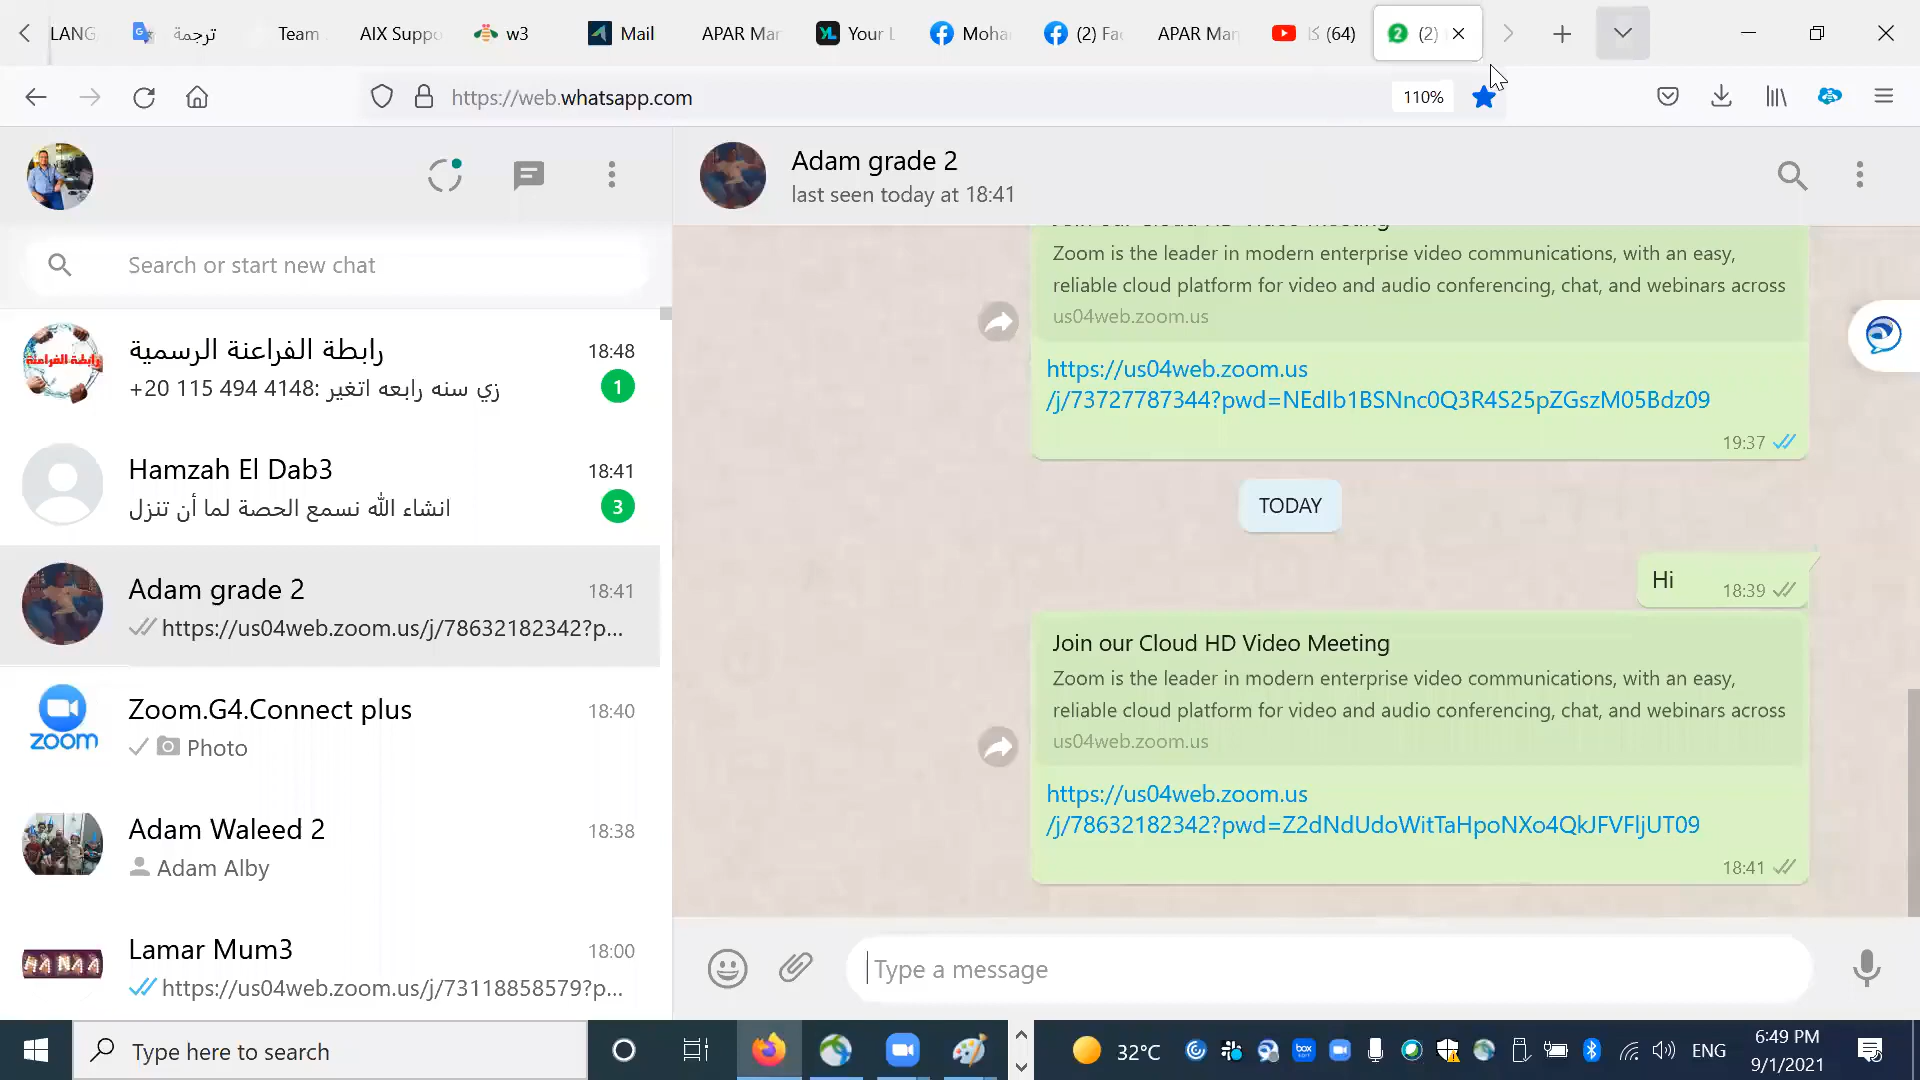 LANG
ترجمة
Team
AIX Suppo
w3
Mail
APAR Mar
Your L
Moha
(2) Fac
APAR Man
(64)
(2)
https://web.whatsapp.com
110%
Adam grade 2
last seen today at 18:41
Search or start new chat
رابطة الفراعنة الرسمية
18:48
+20 115 494 4148: زي سنه رابعه اتغير
1
رابطة الفراعنة
Hamzah El Dab3
18:41
انشاء الله نسمع الحصة لما أن تنزل
3
Adam grade 2
18:41
https://us04web.zoom.us/j/78632182342?p...
Zoom.G4.Connect plus
18:40
zoom
Photo
Adam Waleed 2
18:38
Adam Alby
Lamar Mum3
18:00
HANAA
https://us04web.zoom.us/j/73118858579?p...
Zoom is the leader in modern enterprise video communications, with an easy,
reliable cloud platform for video and audio conferencing, chat, and webinars across
us04web.zoom.us
https://us04web.zoom.us
/j/73727787344?pwd=NEdIb1BSNnc0Q3R4S25pZGszM05Bdz09
19:37
TODAY
Hi
18:39
Join our Cloud HD Video Meeting
Zoom is the leader in modern enterprise video communications, with an easy,
reliable cloud platform for video and audio conferencing, chat, and webinars across
us04web.zoom.us
https://us04web.zoom.us
/j/78632182342?pwd=Z2dNdUdoWitTaHpoNXo4QkJFVFljUT09
18:41
Type a message
Type here to search
32°C
box
ENG
6:49 PM
9/1/2021